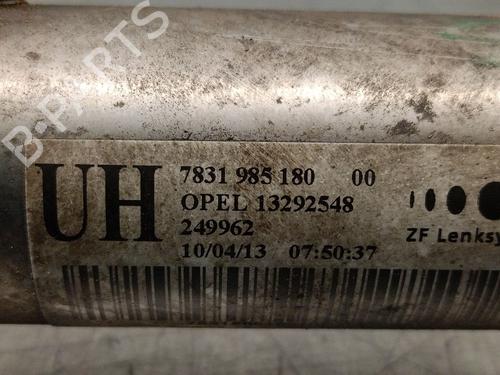 B-PARTS
UH
7831 985 180 00
OPEL 13292548
249962
10/04/13 07:50:37
ZF Lenksy